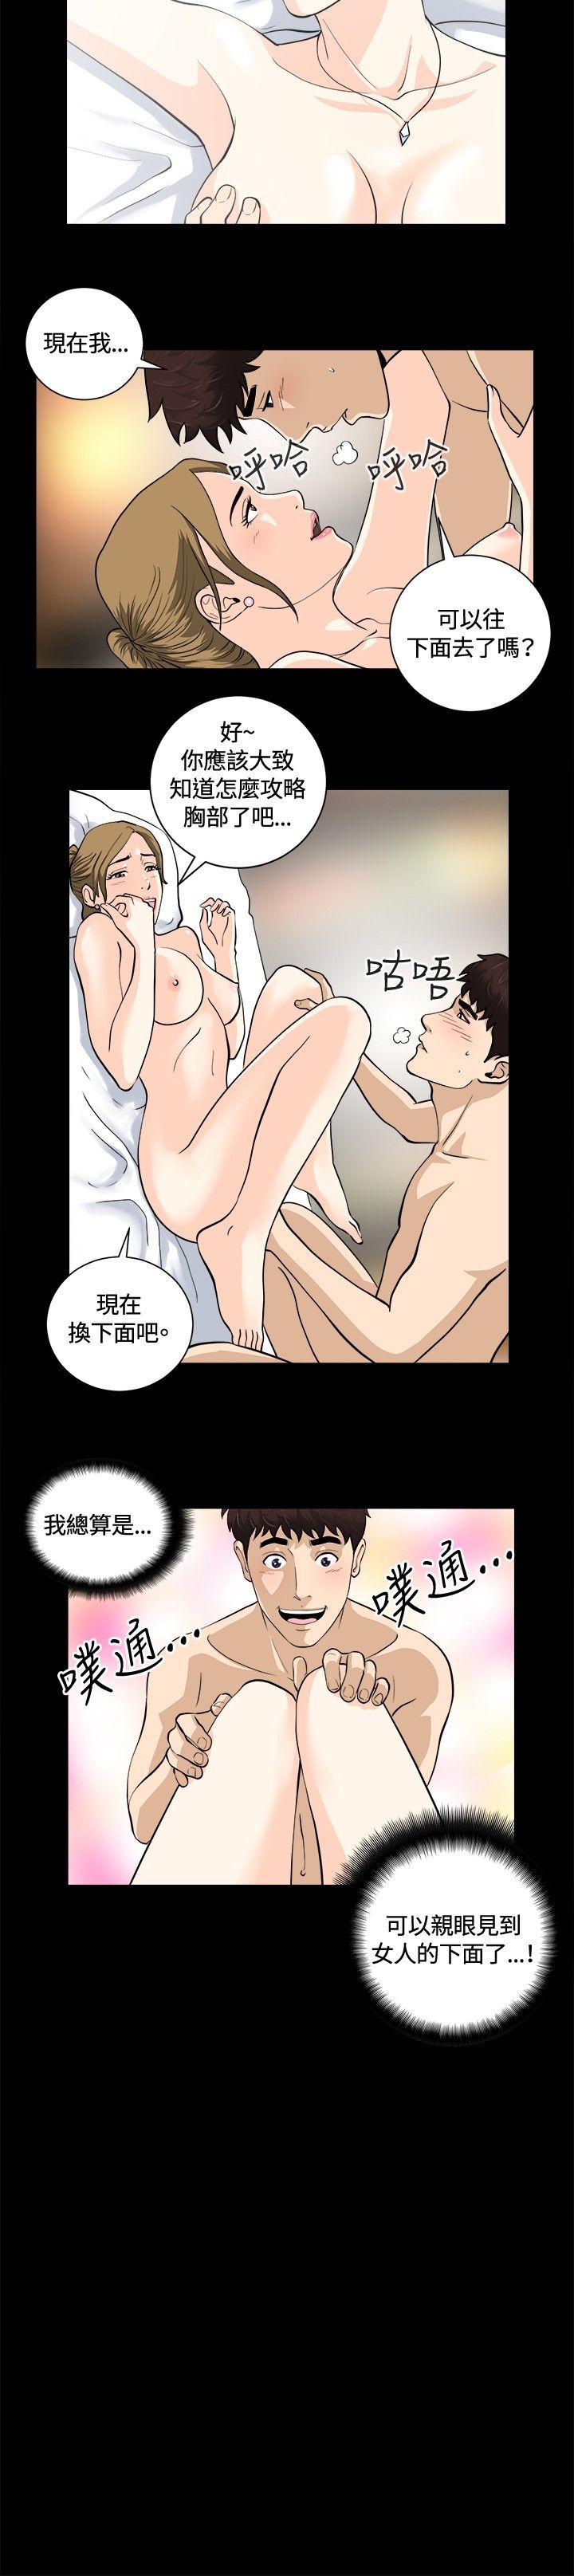 現在我...
呼哈
呼哈
可以往
下面去了嗎?
好~
你應該大致
知道怎麼攻略
胸部了吧...
咕唔
現在
換下面吧。
我總算是...
噗通...
噗通...
可以親眼見到
女人的下面了...!